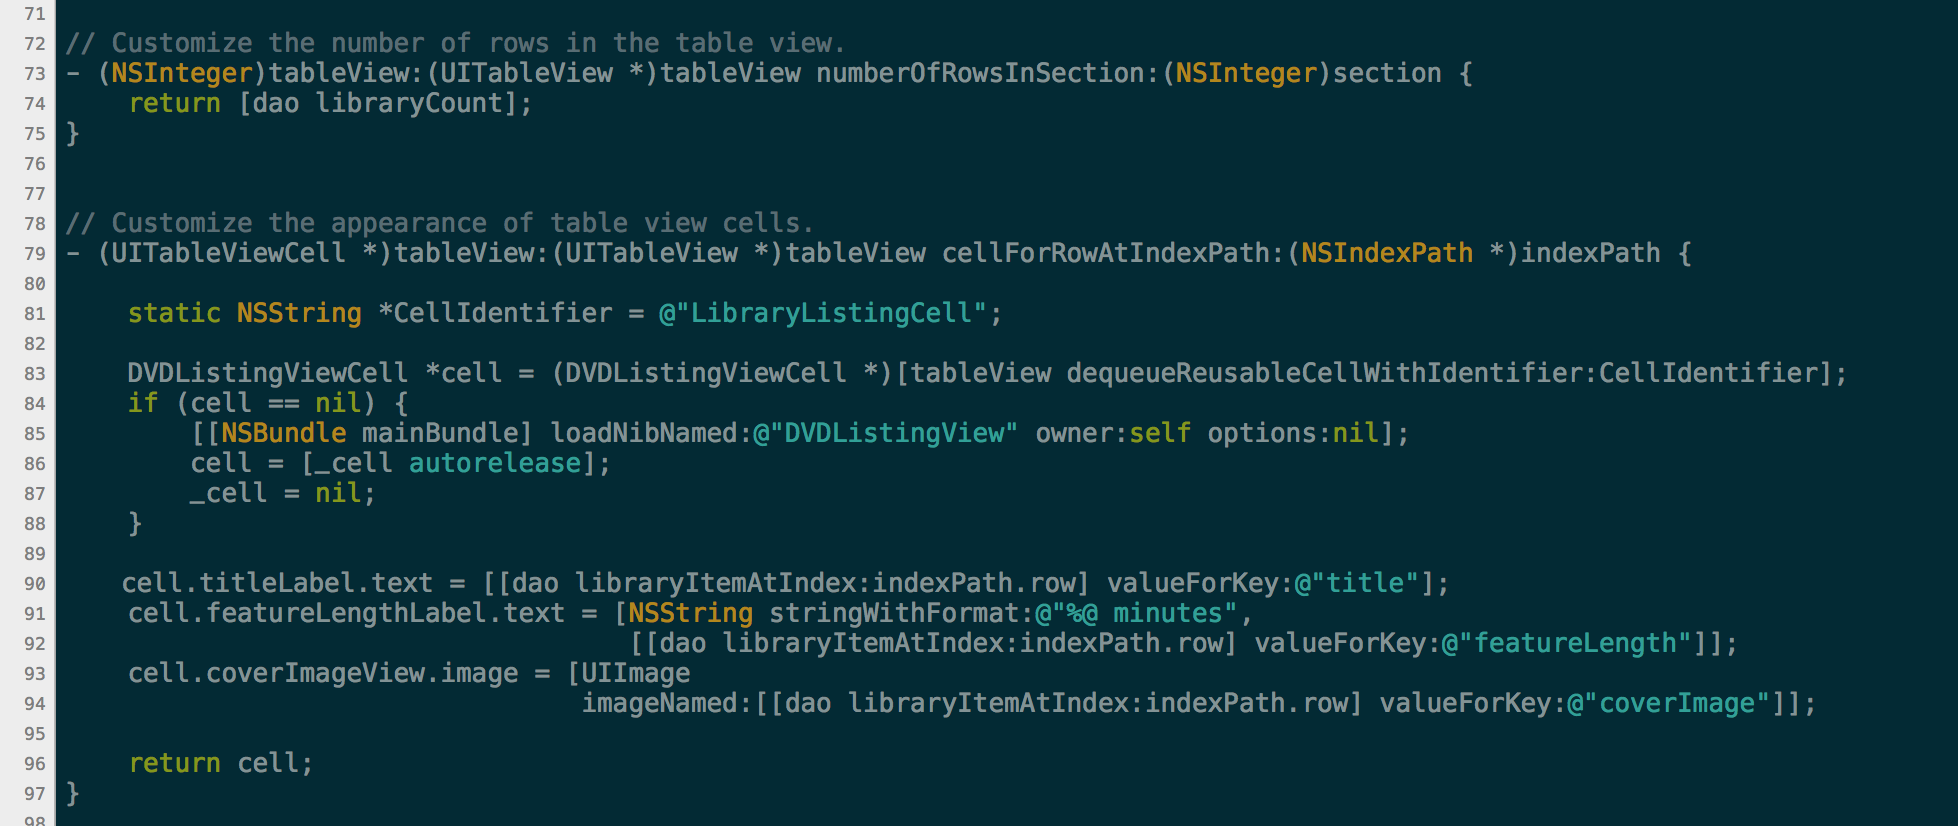 71
72 // Customize the number of rows in the table view.
73 - (NSInteger)tableView:(UITableView *)tableView numberOfRowsInSection:(NSInteger)section {
74     return [dao libraryCount];
75 }
76
77
78 // Customize the appearance of table view cells.
79 - (UITableViewCell *)tableView:(UITableView *)tableView cellForRowAtIndexPath:(NSIndexPath *)indexPath {
80
81     static NSString *CellIdentifier = @"LibraryListingCell";
82
83     DVDListingViewCell *cell = (DVDListingViewCell *)[tableView dequeueReusableCellWithIdentifier:CellIdentifier];
84     if (cell == nil) {
85         [[NSBundle mainBundle] loadNibNamed:@"DVDListingView" owner:self options:nil];
86         cell = [_cell autorelease];
87         _cell = nil;
88     }
89
90     cell.titleLabel.text = [[dao libraryItemAtIndex:indexPath.row] valueForKey:@"title"];
91     cell.featureLengthLabel.text = [NSString stringWithFormat:@"%@ minutes",
92                                     [[dao libraryItemAtIndex:indexPath.row] valueForKey:@"featureLength"]];
93     cell.coverImageView.image = [UIImage
94                                  imageNamed:[[dao libraryItemAtIndex:indexPath.row] valueForKey:@"coverImage"]];
95
96     return cell;
97 }
98